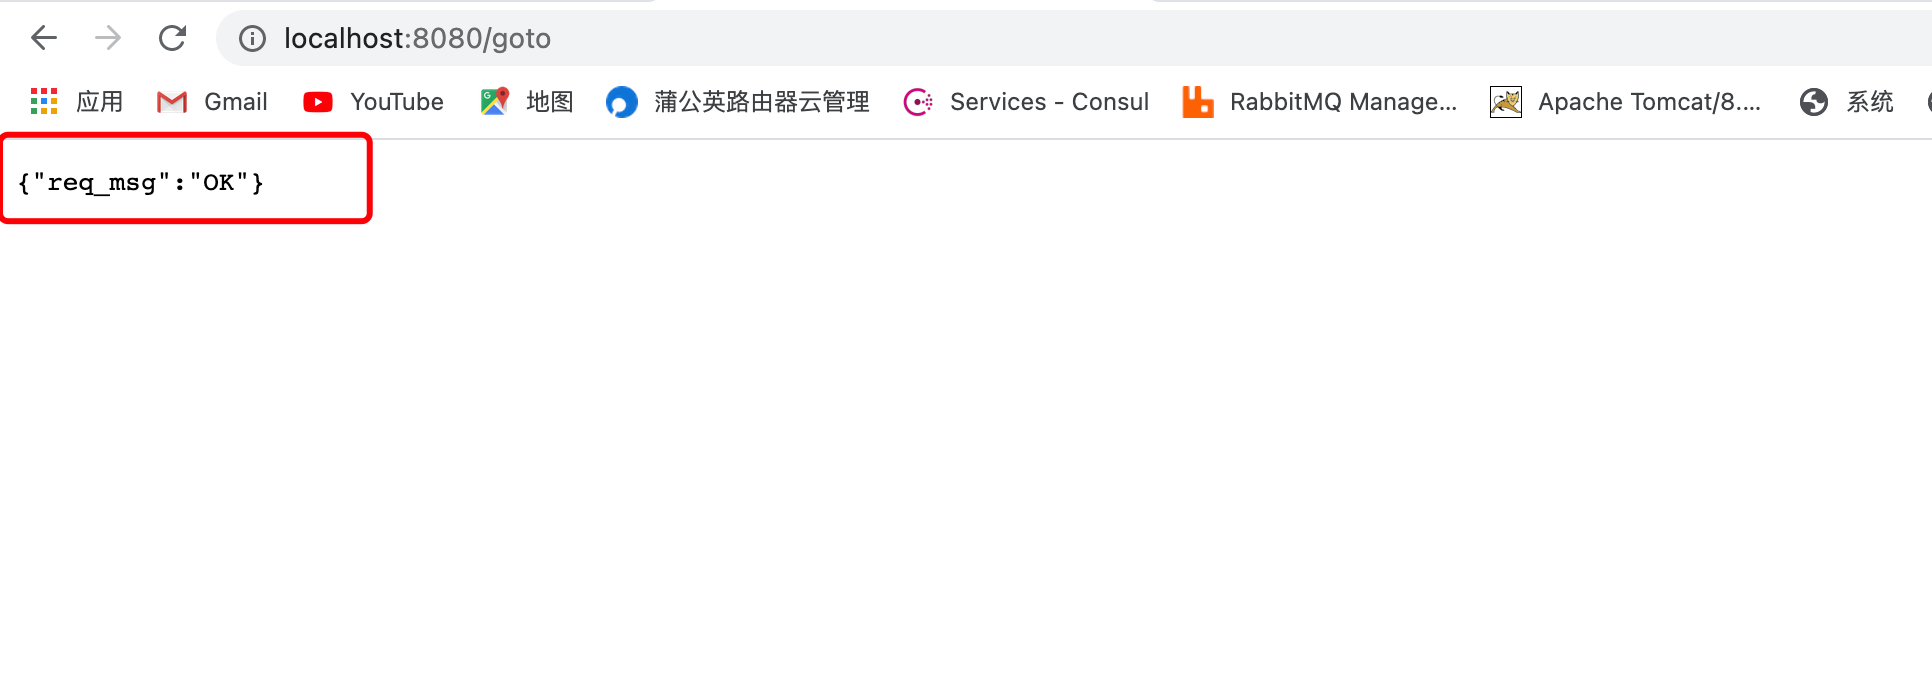 localhost:8080/goto
应用 Gmail YouTube 地图 蒲公英路由器云管理 Services - Consul RabbitMQ Manage... Apache Tomcat/8.... 系统
{"req_msg":"OK"}